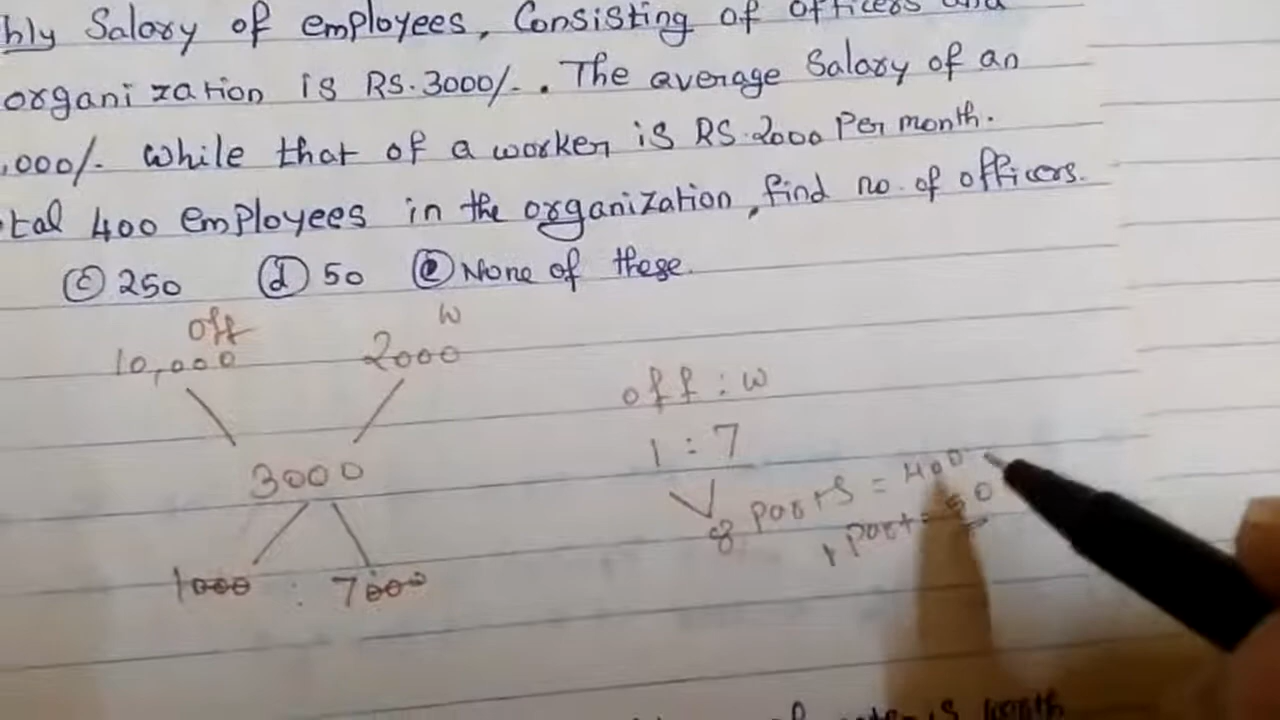 hly Salary of employees, Consisting of officers and
organization is RS.3000/-. The average Salary of an
,000/- while that of a worker is RS.2000 Per month.
tal 400 employees in the organization, find no. of officers.
(C) 250 (d) 50 (e) None of these.
off w
10,000 2000
off : w
1 : 7
3000
8 parts = 400
1 part = 50
1000 : 7000